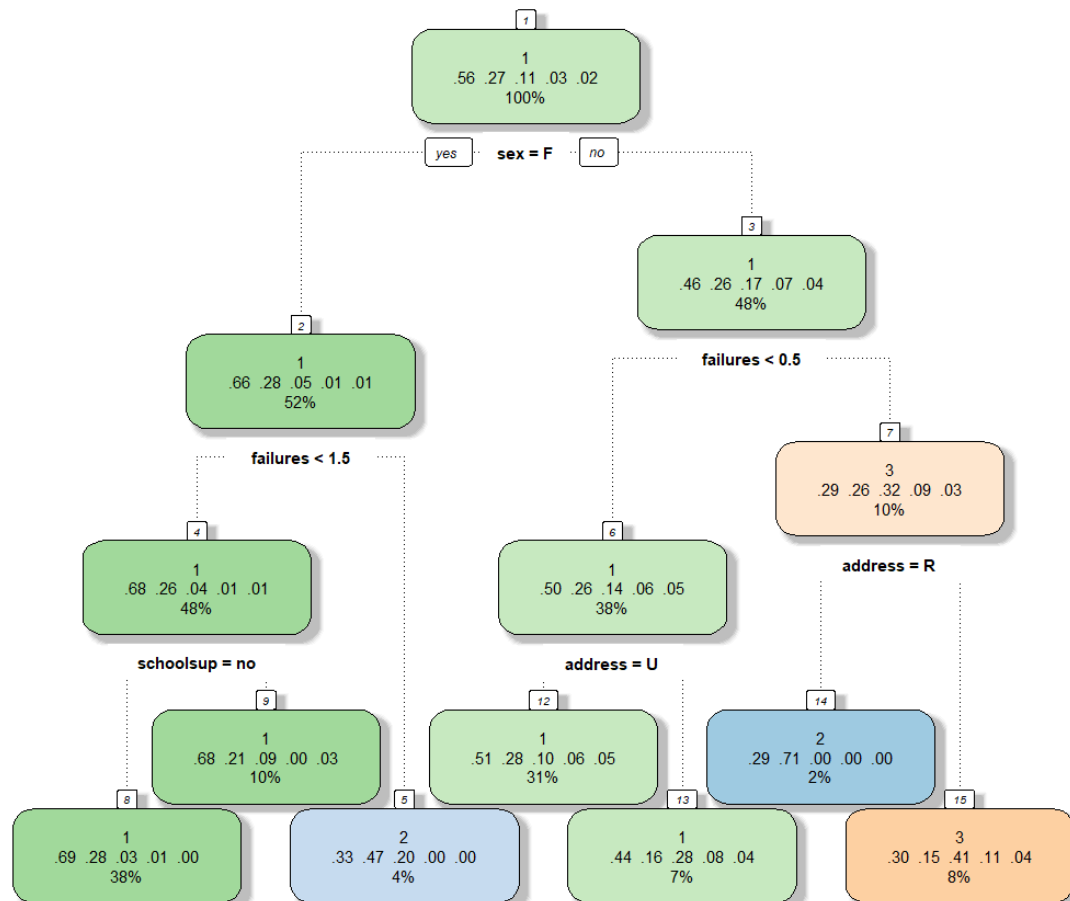 1
1
.56 .27 .11 .03 .02
100%
yes sex = F no
3
1
.46 .26 .17 .07 .04
48%
2
1
.66 .28 .05 .01 .01
52%
failures < 0.5
failures < 1.5
7
3
.29 .26 .32 .09 .03
10%
4
1
.68 .26 .04 .01 .01
48%
6
1
.50 .26 .14 .06 .05
38%
address = R
schoolsup = no
address = U
9
1
.68 .21 .09 .00 .03
10%
12
1
.51 .28 .10 .06 .05
31%
14
2
.29 .71 .00 .00 .00
2%
8
1
.69 .28 .03 .01 .00
38%
5
2
.33 .47 .20 .00 .00
4%
13
1
.44 .16 .28 .08 .04
7%
15
3
.30 .15 .41 .11 .04
8%